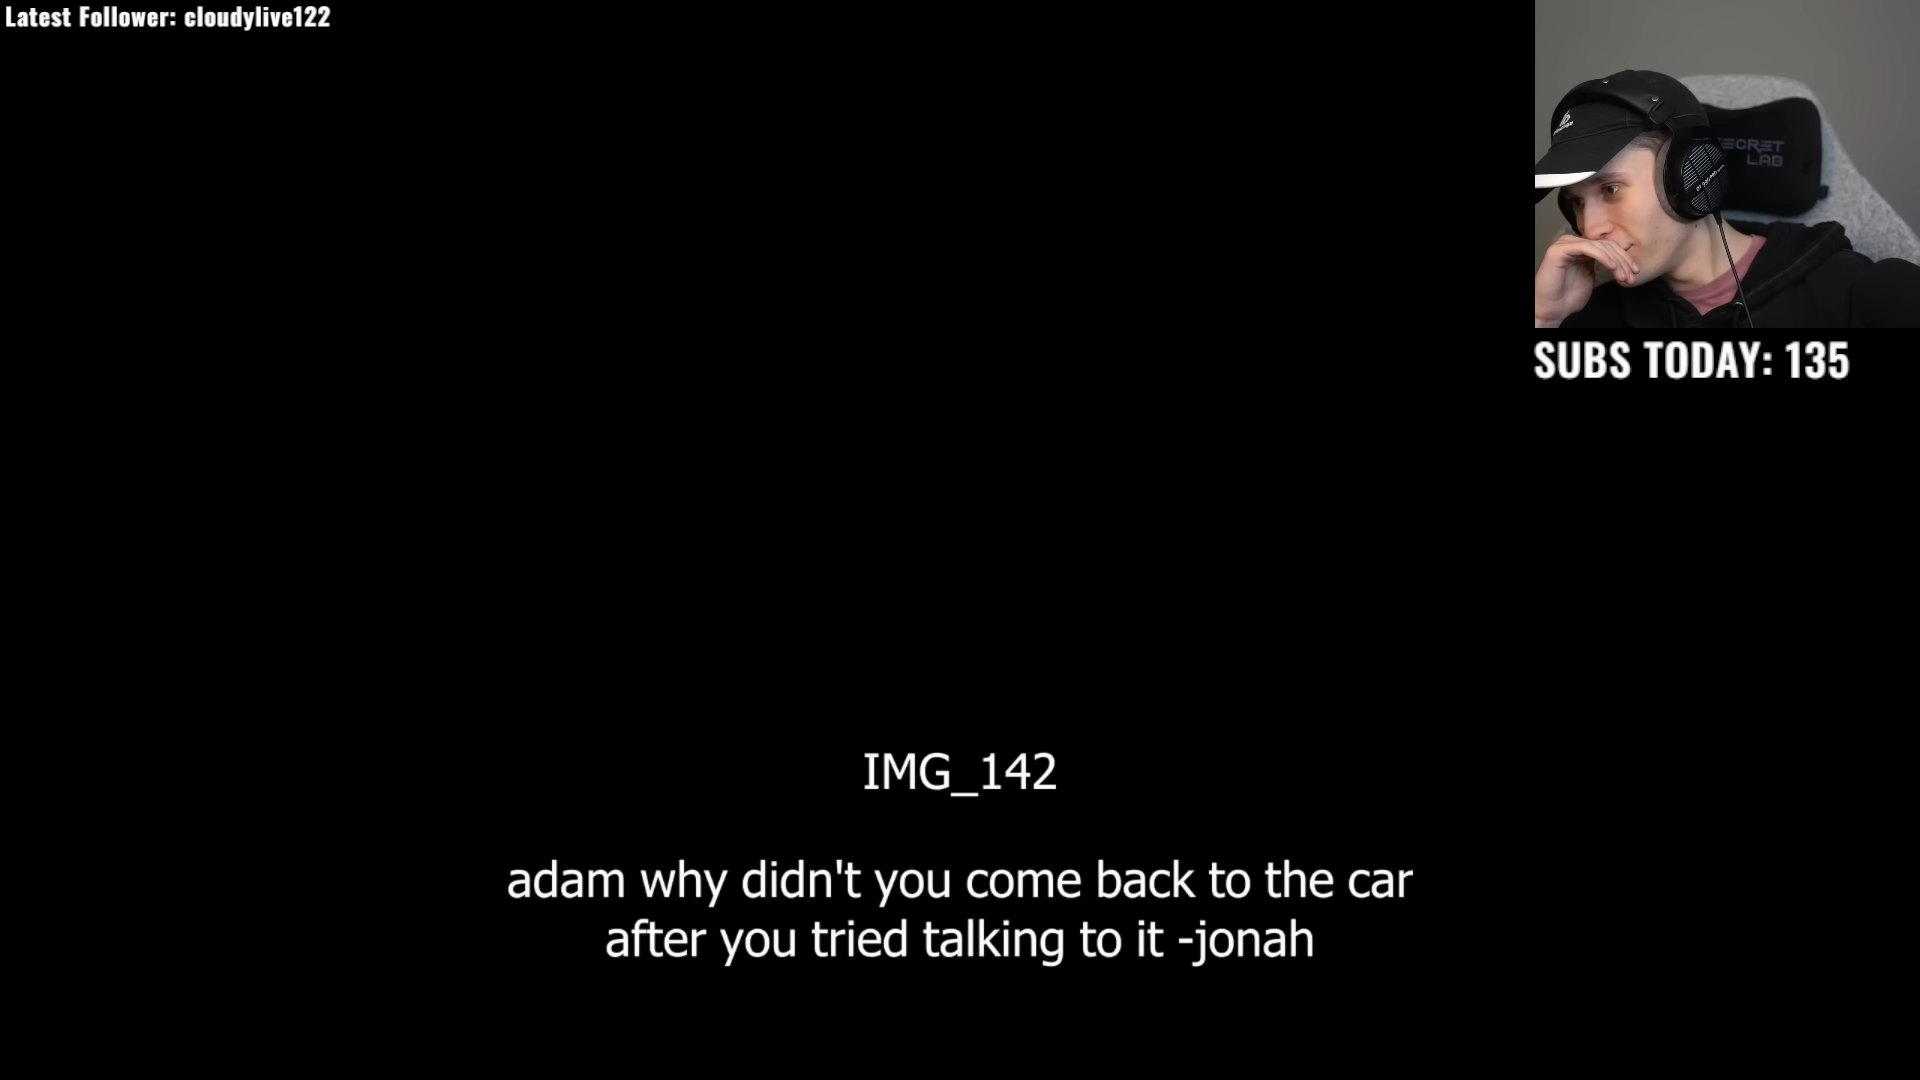 Latest Follower: cloudylive122
SUBS TODAY: 135
IMG_142
adam why didn't you come back to the car
after you tried talking to it -jonah